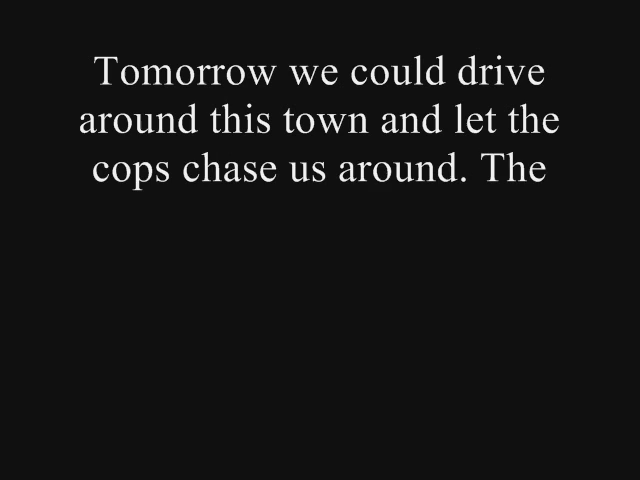 Tomorrow we could drive
around this town and let the
cops chase us around. The